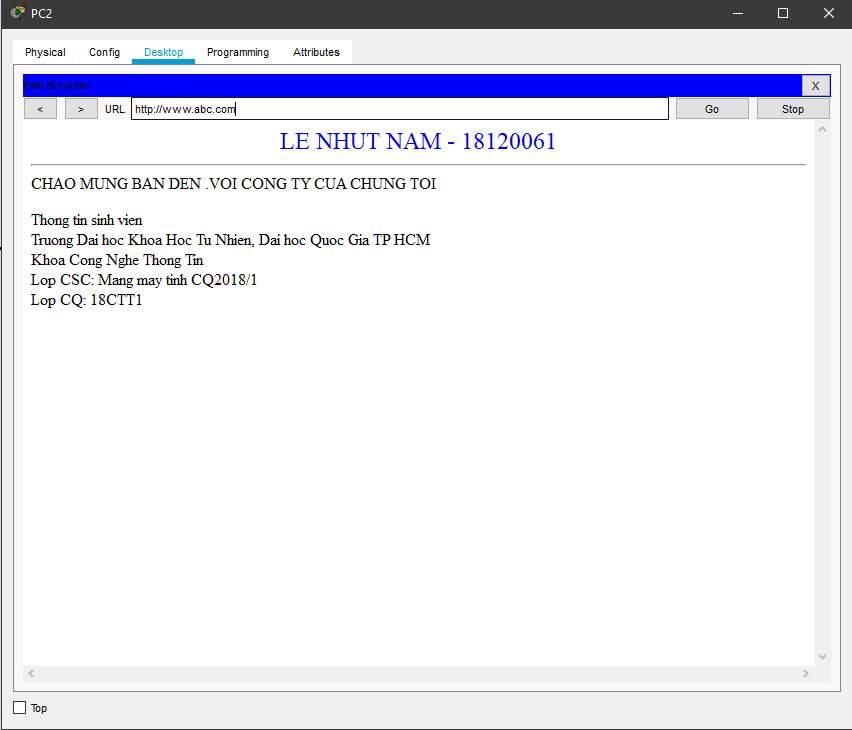 PC2
Physical Config Desktop Programming Attributes
Web Browser X
< > URL http://www.abc.com Go Stop
LE NHUT NAM - 18120061
CHAO MUNG BAN DEN .VOI CONG TY CUA CHUNG TOI
Thong tin sinh vien
Truong Dai hoc Khoa Hoc Tu Nhien, Dai hoc Quoc Gia TP HCM
Khoa Cong Nghe Thong Tin
Lop CSC: Mang may tinh CQ2018/1
Lop CQ: 18CTT1
Top